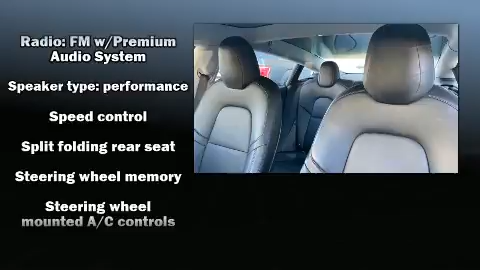 Radio: FM w/Premium
Audio System
Speaker type: performance
Speed control
Split folding rear seat
Steering wheel memory
Steering wheel
mounted A/C controls